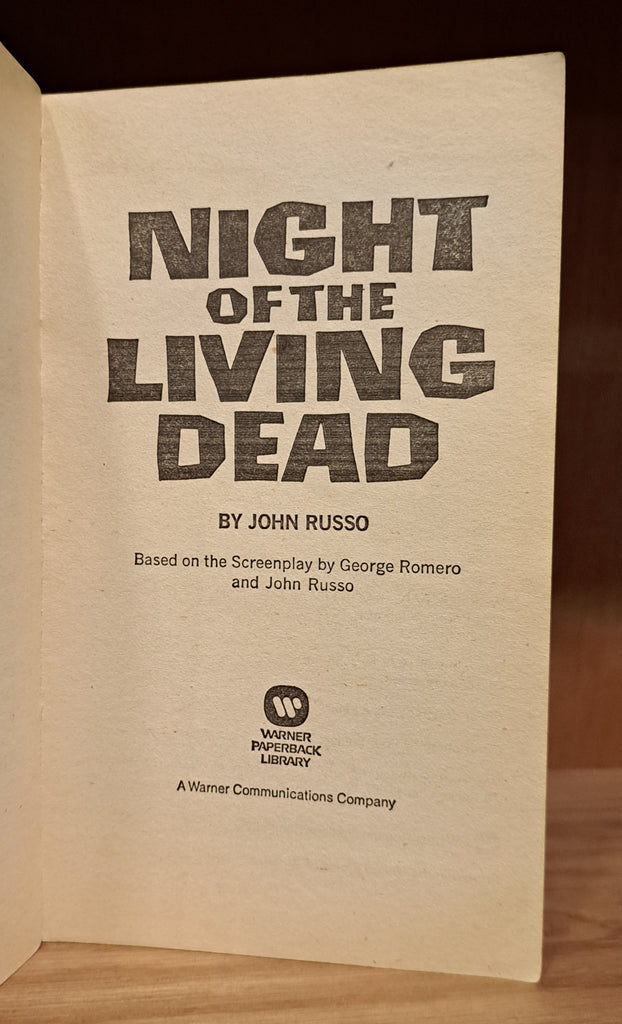 NIGHT
OF THE
LIVING
DEAD
BY JOHN RUSSO
Based on the Screenplay by George Romero
and John Russo
WARNER
PAPERBACK
LIBRARY
A Warner Communications Company